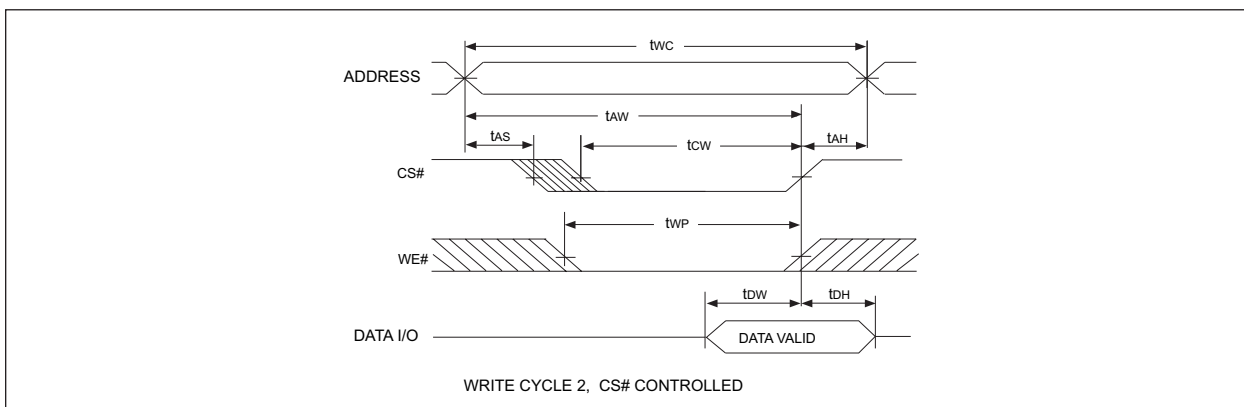 tWC
ADDRESS
tAW
tAS
tCW
tAH
CS#
tWP
WE#
tDW
tDH
DATA I/O
DATA VALID
WRITE CYCLE 2, CS# CONTROLLED